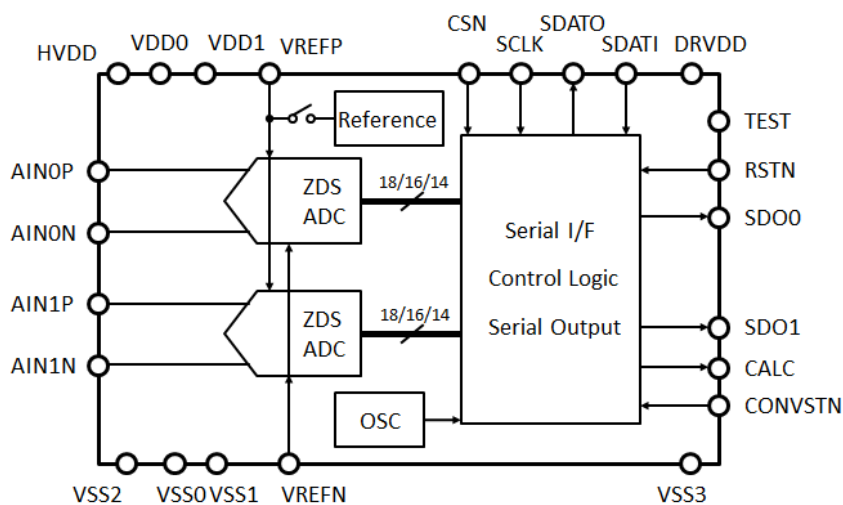 HVDD
VDD0
VDD1
VREFP
CSN
SCLK
SDATO
SDATI
DRVDD
Reference
TEST
AIN0P
ZDS
ADC
18/16/14
RSTN
AIN0N
Serial I/F
Control Logic
Serial Output
SDO0
AIN1P
ZDS
ADC
18/16/14
SDO1
AIN1N
CALC
OSC
CONVSTN
VSS2
VSS0
VSS1
VREFN
VSS3